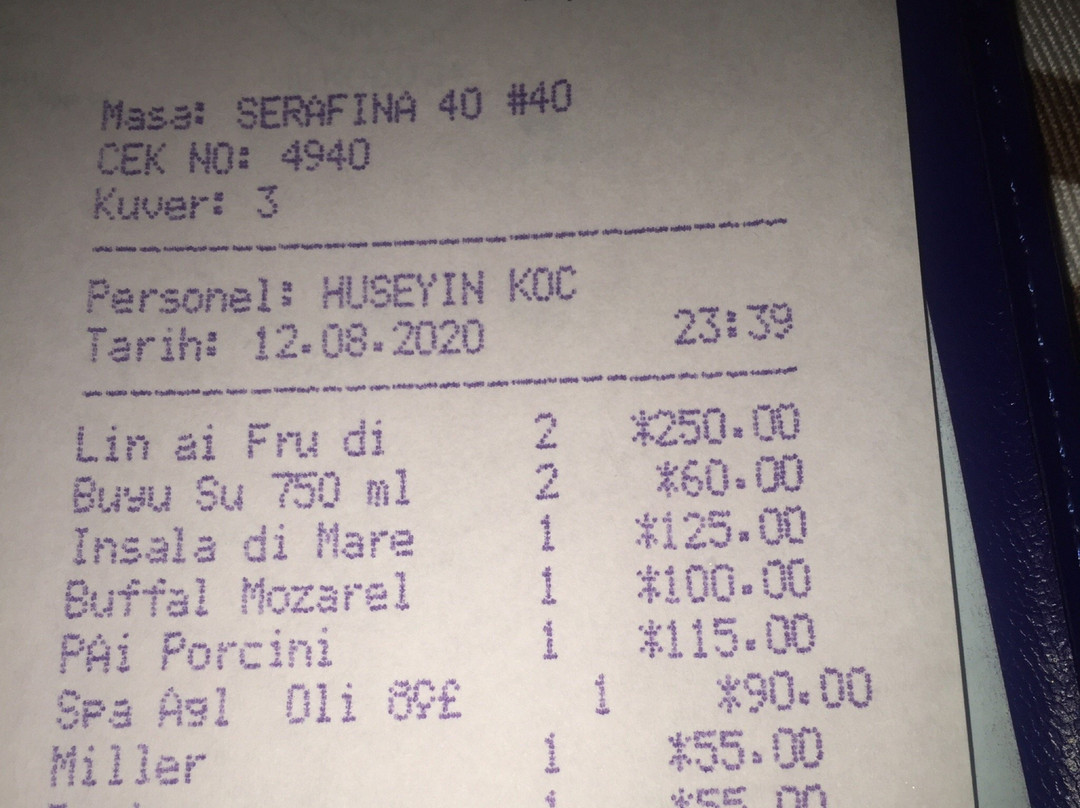 Masa: SERAFINA 40 #40
CEK NO: 4940
Kuver: 3
Personel: HUSEYIN KOC
Tarih: 12.08.2020 23:39
Lin ai Fru di 2 *250.00
Buyu Su 750 ml 2 *60.00
Insala di Mare 1 *125.00
Buffal Mozarel 1 *100.00
PAi Porcini 1 *115.00
Spa Agl Oli 1 *90.00
Miller 1 *55.00
1 *55.00